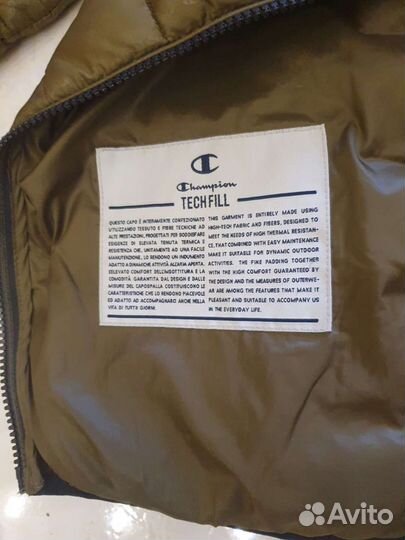 Champion
TECHFILL
QUESTO CAPO È INTERAMENTE CONFEZIONATO
UTILIZZANDO TESSUTO E FIBRE TECNICHE AD
ALTE PRESTAZIONI, PROGETTATI PER SODDISFARE
ESIGENZE DI ELEVATA TENUTA TERMICA E
RESISTENZA CHE, UNITAMENTE AD UNA FACILE
MANUTENZIONE, LO RENDONO UN INDUMENTO
ADATTO A DINAMICHE ATTIVITÀ ALL'ARIA APERTA.
L'ELEVATO COMFORT DELL'IMBOTTITURA E LA
COMODITÀ GARANTITA DAL DESIGN E DALLE
MISURE DEL CAPOSPALLA COSTITUISCONO LE
CARATTERISTICHE CHE LO RENDONO PIACEVOLE
ED ADATTO AD ACCOMPAGNARCI ANCHE NELLA
VITA DI TUTTI I GIORNI.
THIS GARMENT IS ENTIRELY MADE USING
HIGH-TECH FABRIC AND FIBERS, DESIGNED TO
MEET THE NEEDS OF HIGH THERMAL RESISTAN-
CE, THAT COMBINED WITH EASY MAINTENANCE
MAKE IT SUITABLE FOR DYNAMIC OUTDOOR
ACTIVITIES. THE FINE PADDING TOGETHER
WITH THE HIGH COMFORT GUARANTEED BY
THE DESIGN AND THE MEASURES OF OUTERWE-
AR ARE AMONG THE FEATURES THAT MAKE IT
PLEASANT AND SUITABLE TO ACCOMPANY US
IN THE EVERYDAY LIFE.
Avito